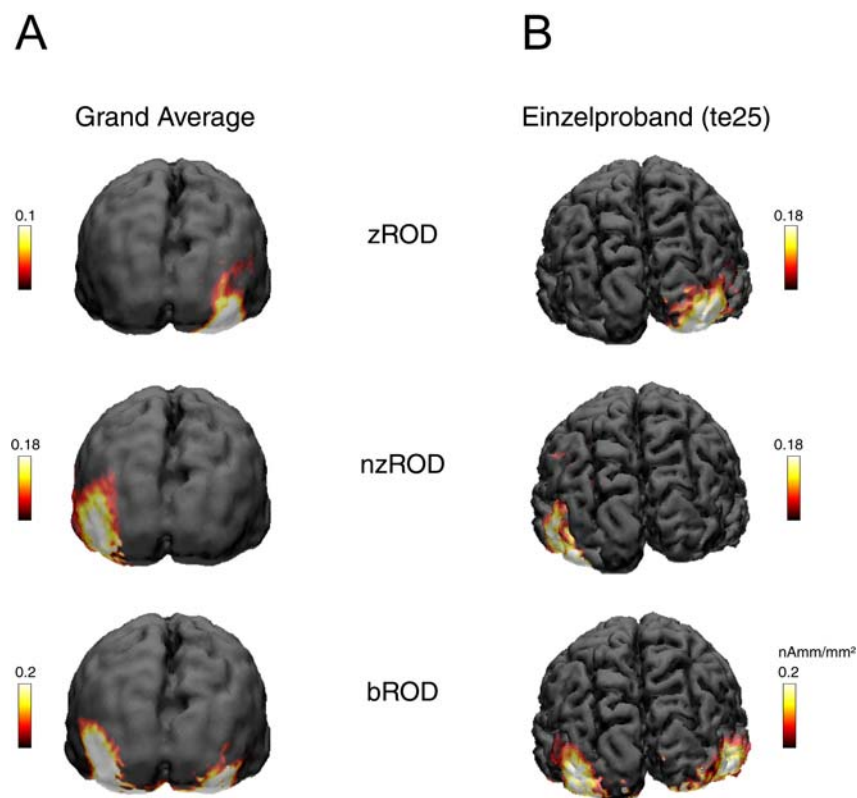 A
B
Grand Average
Einzelproband (te25)
0.1
zROD
0.18
0.18
nzROD
0.18
0.2
bROD
nAmm/mm²
0.2